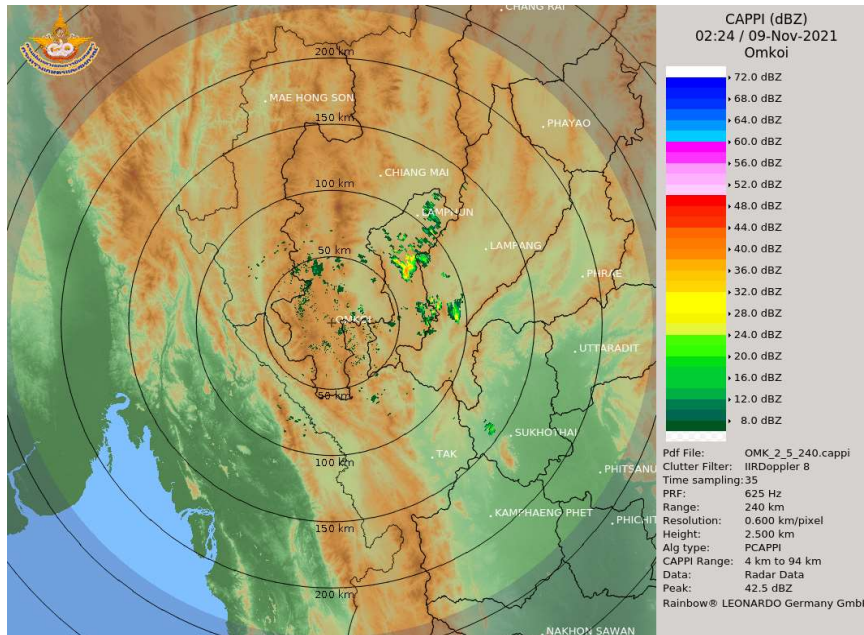 CHANG RAI
200 km
MAE HONG SON
150 km
PHAYAO
CHIANG MAI
100 km
LAMPHUN
LAMPANG
50 km
PHRAE
OMKOI
UTTARADIT
50 km
SUKHOTHAI
TAK
100 km
PHITSANU
KAMPHAENG PHET
PHICHIT
150 km
200 km
NAKHON SAWAN
CAPPI (dBZ)
02:24 / 09-Nov-2021
Omkoi
72.0 dBZ
68.0 dBZ
64.0 dBZ
60.0 dBZ
56.0 dBZ
52.0 dBZ
48.0 dBZ
44.0 dBZ
40.0 dBZ
36.0 dBZ
32.0 dBZ
28.0 dBZ
24.0 dBZ
20.0 dBZ
16.0 dBZ
12.0 dBZ
8.0 dBZ
Pdf File: OMK_2_5_240.cappi
Clutter Filter: IIRDoppler 8
Time sampling: 35
PRF: 625 Hz
Range: 240 km
Resolution: 0.600 km/pixel
Height: 2.500 km
Alg type: PCAPPI
CAPPI Range: 4 km to 94 km
Data: Radar Data
Peak: 42.5 dBZ
Rainbow® LEONARDO Germany GmbH